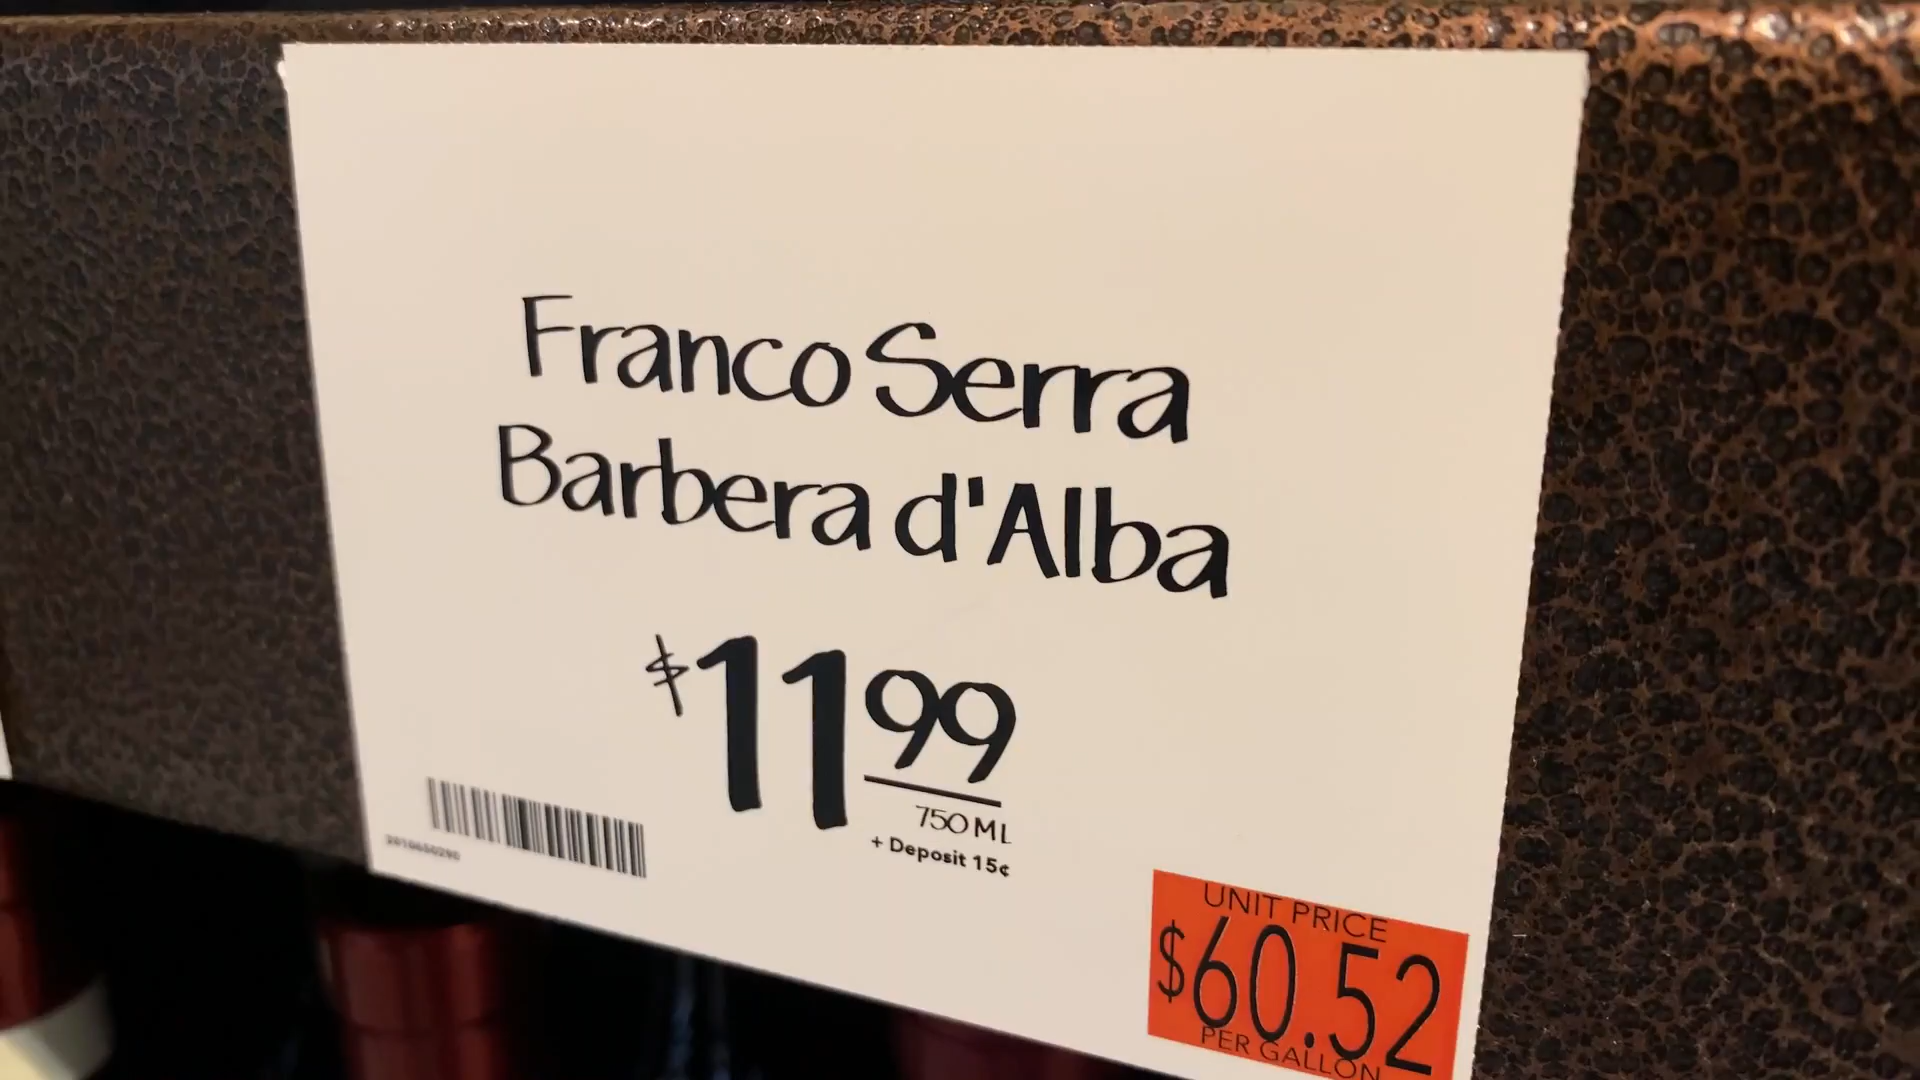 Franco Serra
Barbera d'Alba
$11 99
750 ML
+ Deposit 15¢
UNIT PRICE
$60.52
PER GALLON